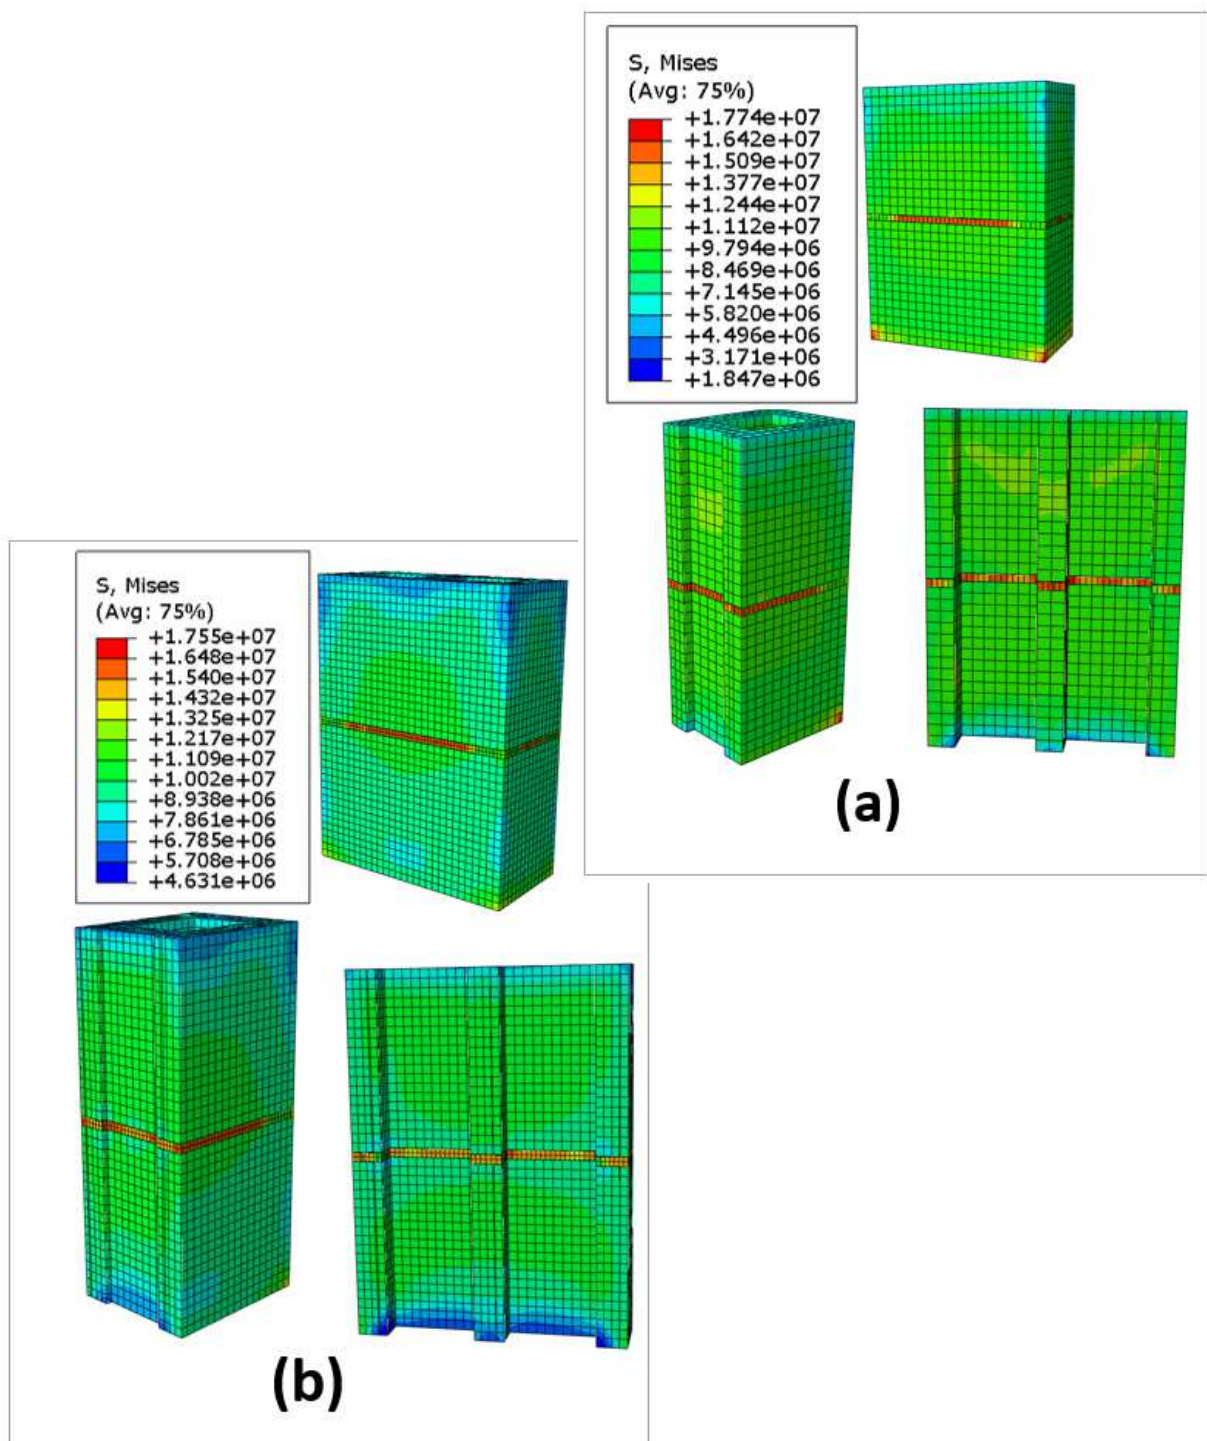 S, Mises
(Avg: 75%)
+1.774e+07
+1.642e+07
+1.509e+07
+1.377e+07
+1.244e+07
+1.112e+07
+9.794e+06
+8.469e+06
+7.145e+06
+5.820e+06
+4.496e+06
+3.171e+06
+1.847e+06
(a)
S, Mises
(Avg: 75%)
+1.755e+07
+1.648e+07
+1.540e+07
+1.432e+07
+1.325e+07
+1.217e+07
+1.109e+07
+1.002e+07
+8.938e+06
+7.861e+06
+6.785e+06
+5.708e+06
+4.631e+06
(b)